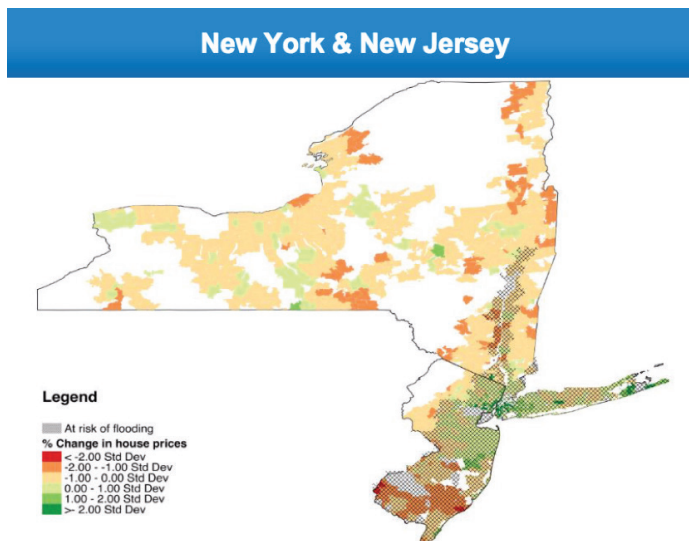 New York & New Jersey
Legend
At risk of flooding
% Change in house prices
< -2.00 Std Dev
-2.00 - -1.00 Std Dev
-1.00 - 0.00 Std Dev
0.00 - 1.00 Std Dev
1.00 - 2.00 Std Dev
>- 2.00 Std Dev